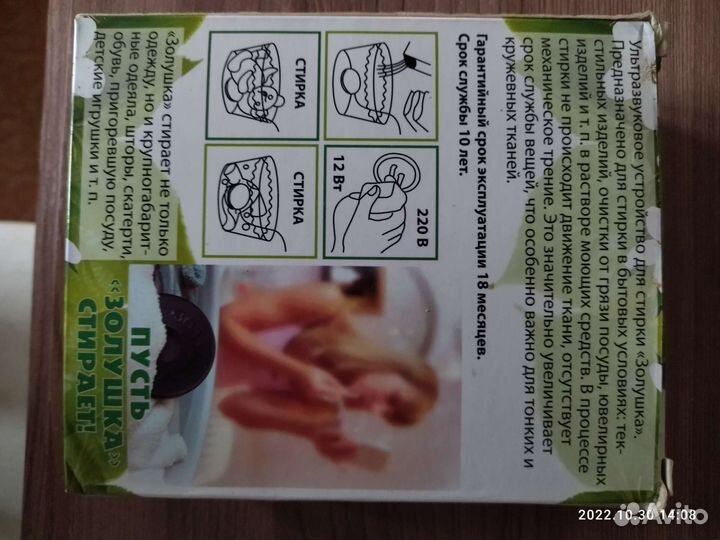 Ультразвуковое устройство для стирки «Золушка».
Предназначено для стирки в бытовых условиях: тек-
стильных изделий, очистки от грязи посуды, ювелирных
изделий и т. п. в растворе моющих средств. В процессе
стирки не происходит движение ткани, отсутствует
механическое трение. Это значительно увеличивает
срок службы вещей, что особенно важно для тонких и
кружевных тканей.
Гарантийный срок эксплуатации 18 месяцев.
Срок службы 10 лет.
220 В
12 Вт
СТИРКА
СТИРКА
«Золушка» стирает не только
одежду, но и крупногабарит-
ные одеяла, шторы, скатерти,
обувь, пригоревшую посуду,
детские игрушки и т. п.
ПУСТЬ
«ЗОЛУШКА»
СТИРАЕТ!
2022.10.30 14:08
Avito